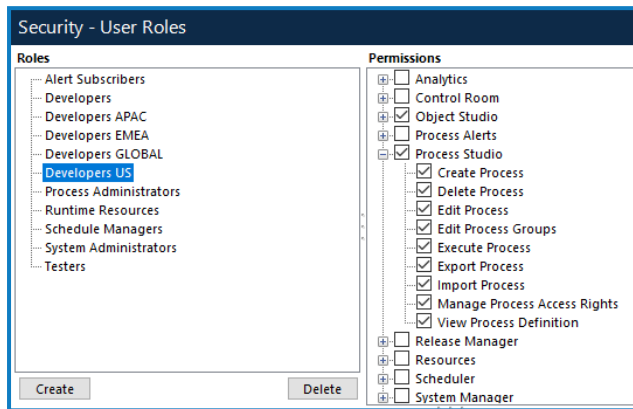 Security - User Roles
Roles
Alert Subscribers
Developers
Developers APAC
Developers EMEA
Developers GLOBAL
Developers US
Process Administrators
Runtime Resources
Schedule Managers
System Administrators
Testers
Create
Delete
Permissions
Analytics
Control Room
Object Studio
Process Alerts
Process Studio
Create Process
Delete Process
Edit Process
Edit Process Groups
Execute Process
Export Process
Import Process
Manage Process Access Rights
View Process Definition
Release Manager
Resources
Scheduler
System Manager